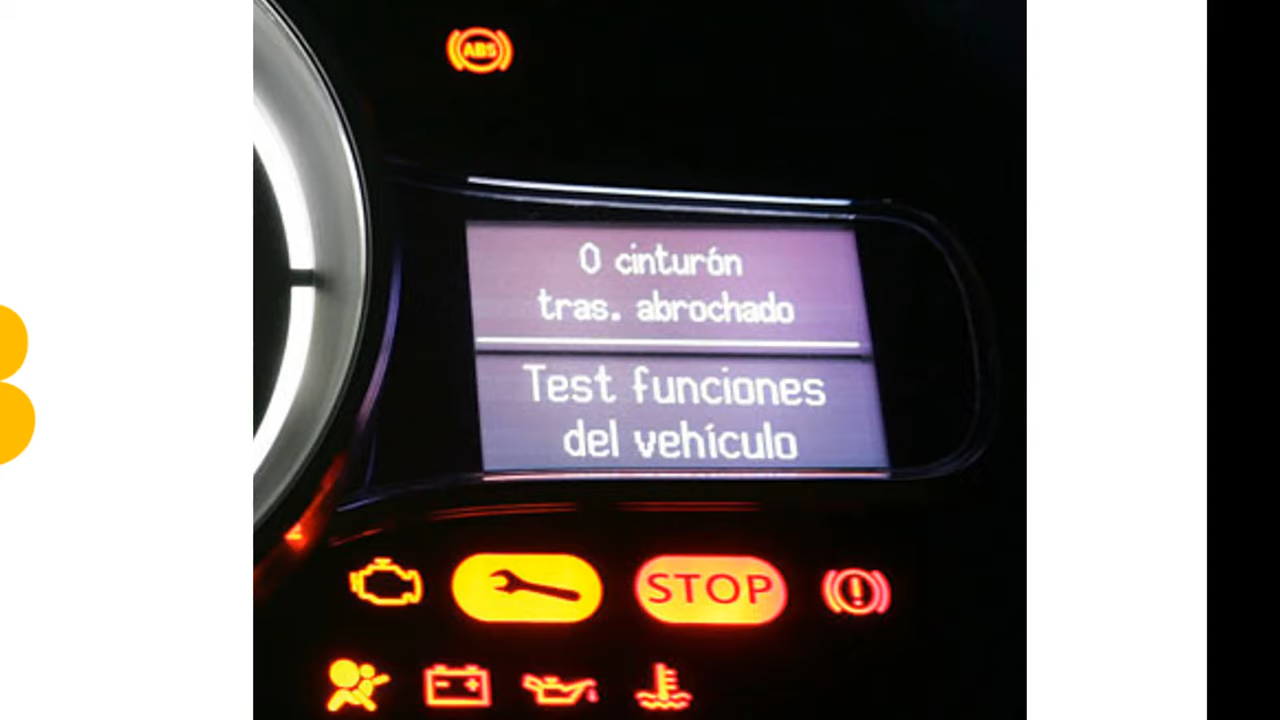 ABS
0 cinturón
tras. abrochado
Test funciones
del vehículo
STOP